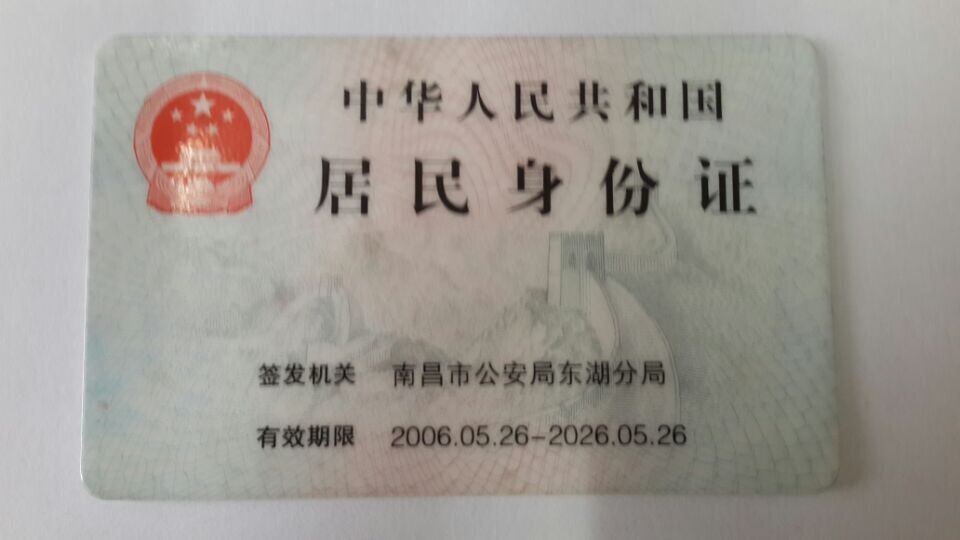 中华人民共和国
居民身份证
签发机关 南昌市公安局东湖分局
有效期限 2006.05.26-2026.05.26